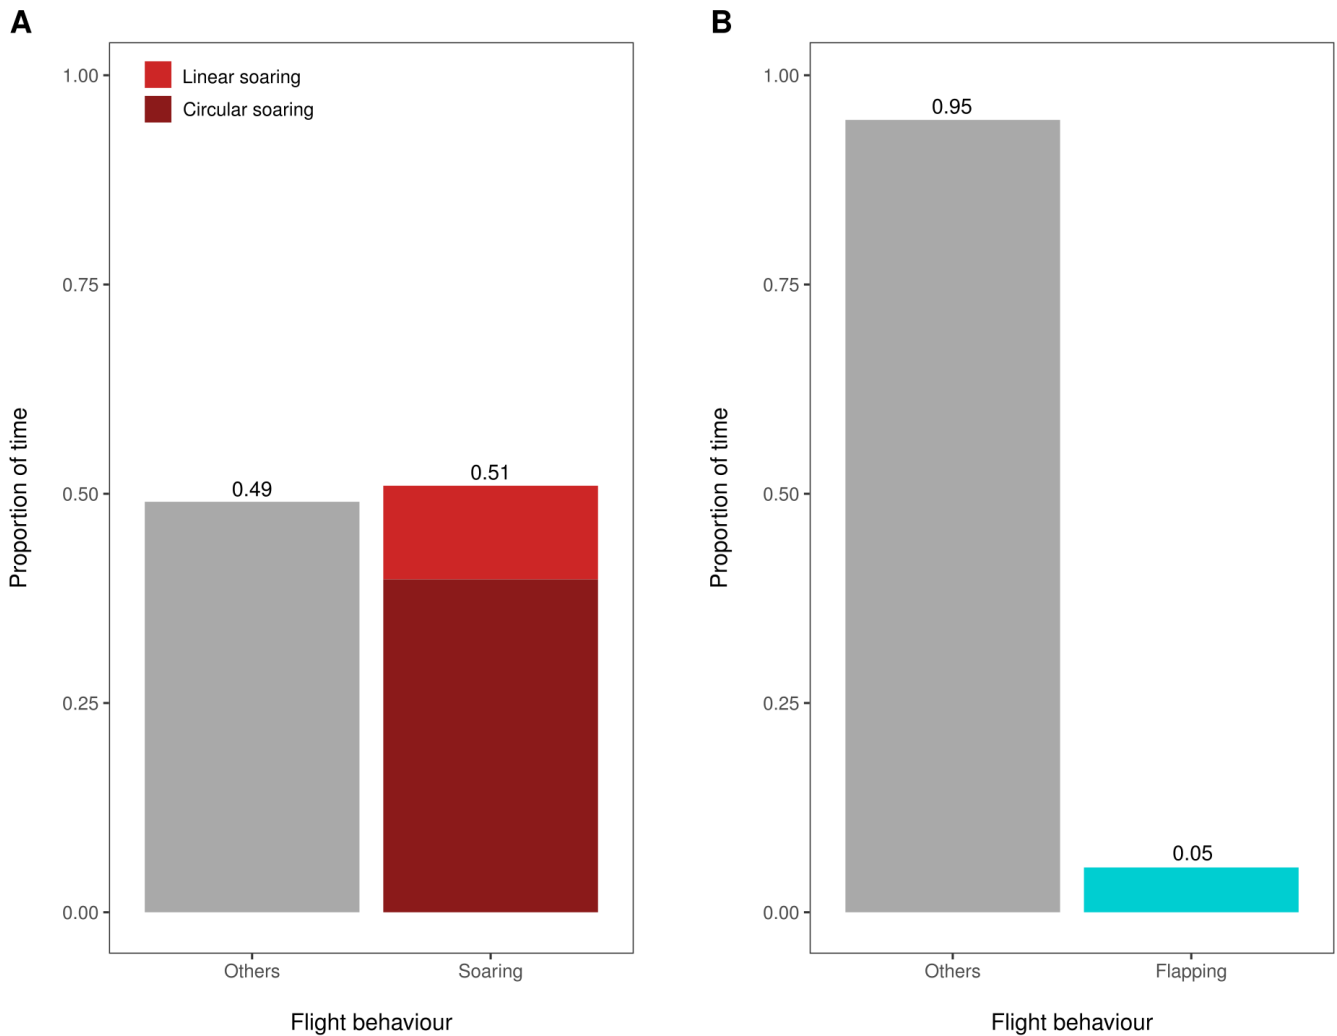 A
Linear soaring
Circular soaring
1.00
0.75
0.50
0.25
0.00
Proportion of time
0.49
0.51
Others
Soaring
Flight behaviour
B
1.00
0.75
0.50
0.25
0.00
Proportion of time
0.95
0.05
Others
Flapping
Flight behaviour